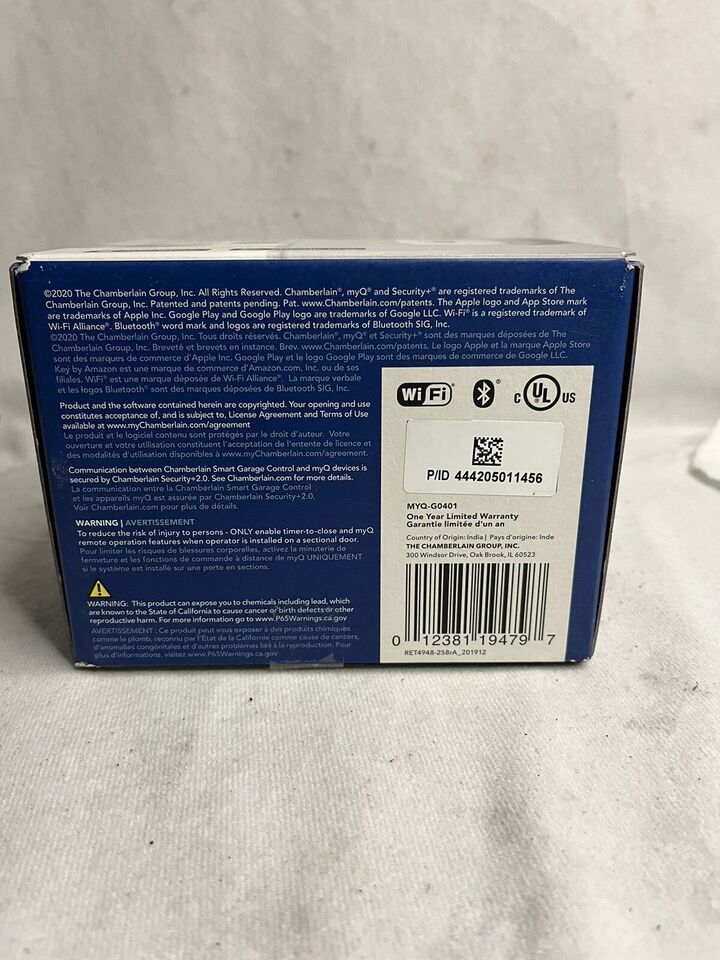 ©2020 The Chamberlain Group, Inc. All Rights Reserved. Chamberlain®, myQ® and Security+® are registered trademarks of The
Chamberlain Group, Inc. Patented and patents pending. Pat. www.Chamberlain.com/patents. The Apple logo and App Store mark
are trademarks of Apple Inc. Google Play and Google Play logo are trademarks of Google LLC. Wi-Fi® is a registered trademark of
Wi-Fi Alliance®. Bluetooth® word mark and logos are registered trademarks of Bluetooth SIG, Inc.
©2020 The Chamberlain Group, Inc. Tous droits réservés. Chamberlain®, myQ® et Security+® sont des marques déposées de The
Chamberlain Group, Inc. Breveté et brevets en instance. Brev. www.Chamberlain.com/patents. Le logo Apple et la marque Apple Store
sont des marques de commerce d'Apple Inc. Google Play et le logo Google Play sont des marques de commerce de Google LLC.
Key by Amazon est une marque de commerce d'Amazon.com, Inc. ou de ses
filiales. WiFi® est une marque déposée de Wi-Fi Alliance®. La marque verbale
et les logos Bluetooth® sont des marques déposées de Bluetooth SIG, Inc.
Product and the software contained herein are copyrighted. Your opening and use
constitutes acceptance of, and is subject to, License Agreement and Terms of Use
available at www.myChamberlain.com/agreement
Le produit et le logiciel contenu sont protégés par le droit d'auteur. Votre
ouverture et votre utilisation constituent l'acceptation de l'entente de licence et
des modalités d'utilisation disponibles à www.myChamberlain.com/agreement.
Communication between Chamberlain Smart Garage Control and myQ devices is
secured by Chamberlain Security+2.0. See Chamberlain.com for more details.
La communication entre la Chamberlain Smart Garage Control
et les appareils myQ est assurée par Chamberlain Security+2.0.
Voir Chamberlain.com pour plus de détails.
WARNING | AVERTISSEMENT
To reduce the risk of injury to persons - ONLY enable timer-to-close and myQ
remote operation features when operator is installed on a sectional door.
Pour limiter les risques de blessures corporelles, activez la minuterie de
fermeture et les fonctions de commande à distance de myQ UNIQUEMENT
si le système est installé sur une porte en sections.
WARNING: This product can expose you to chemicals including lead, which
are known to the State of California to cause cancer or birth defects or other
reproductive harm. For more information go to www.P65Warnings.ca.gov
AVERTISSEMENT : Ce produit peut vous exposer à des produits chimiques
comme le plomb, reconnu par l'État de la Californie comme cause de cancers,
d'anomalies congénitales et d'autres problèmes liés à la reproduction. Pour
plus d'informations, visitez www.P65Warnings.ca.gov
Wi Fi
®
C UL US
P/ID 444205011456
MYQ-G0401
One Year Limited Warranty
Garantie limitée d'un an
Country of Origin: India | Pays d'origine: Inde
THE CHAMBERLAIN GROUP, INC.
300 Windsor Drive, Oak Brook, IL 60523
0 12381 19479 7
RET4948-258rA_201912